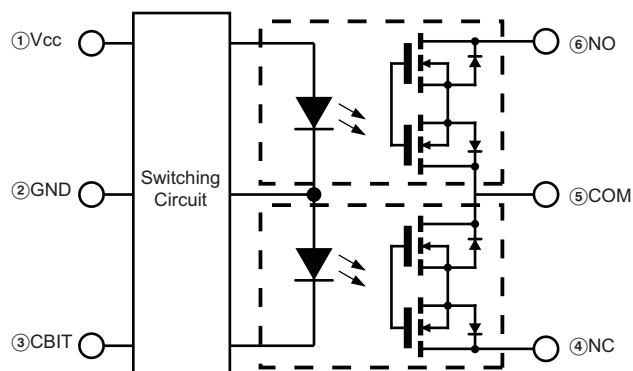 ①Vcc
②GND
③CBIT
Switching
Circuit
⑥NO
⑤COM
④NC